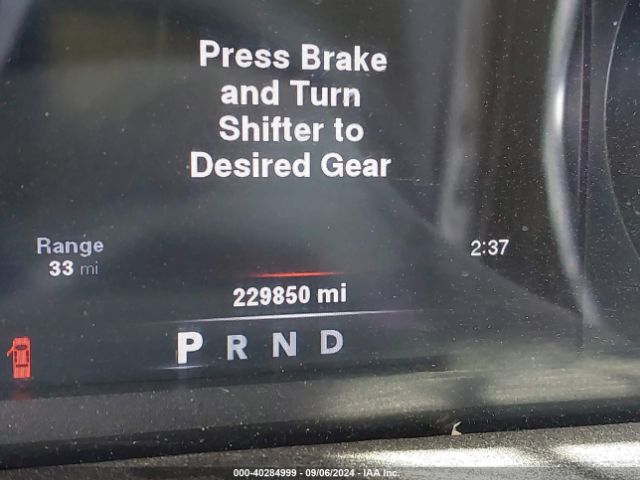 Press Brake
and Turn
Shifter to
Desired Gear
Range
33 mi
2:37
229850 mi
P R N D
000-40284999 - 09/06/2024 - IAA Inc.